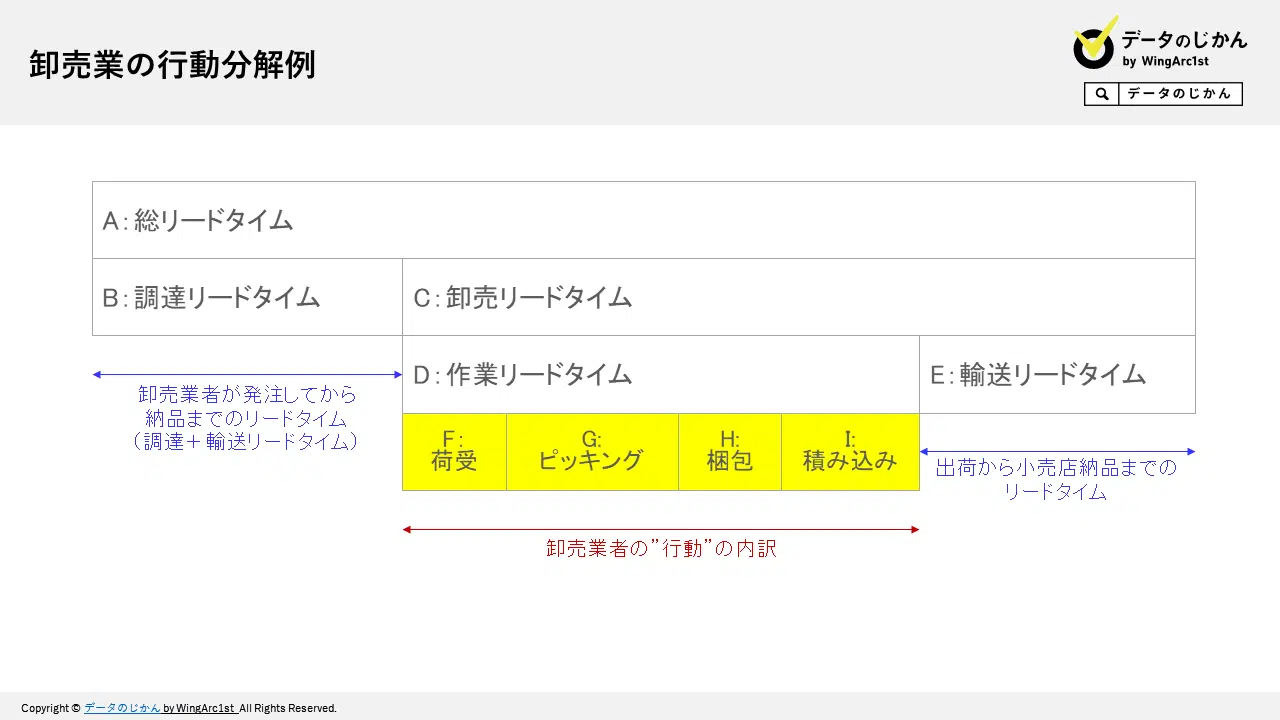 卸売業の行動分解例
データのじかん
by WingArc1st
データのじかん
A：総リードタイム
B：調達リードタイム
C：卸売リードタイム
D：作業リードタイム
E：輸送リードタイム
卸売業者が発注してから
納品までのリードタイム
（調達＋輸送リードタイム）
F：
荷受
G:
ピッキング
H:
梱包
I:
積み込み
出荷から小売店納品までの
リードタイム
卸売業者の”行動”の内訳
Copyright © データのじかん by WingArc1st All Rights Reserved.